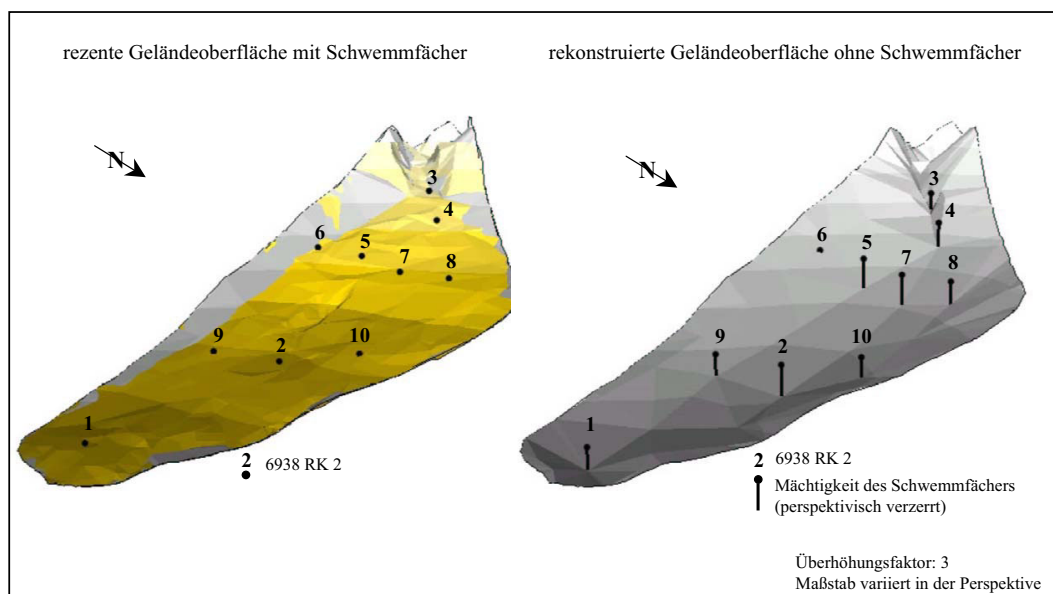 rezente Geländeoberfläche mit Schwemmfächer
N
3
4
6
5
7
8
9
2
10
1
2 6938 RK 2
rekonstruierte Geländeoberfläche ohne Schwemmfächer
N
3
4
6
5
7
8
9
2
10
1
2 6938 RK 2
Mächtigkeit des Schwemmfächers
(perspektivisch verzerrt)
Überhöhungsfaktor: 3
Maßstab variiert in der Perspektive